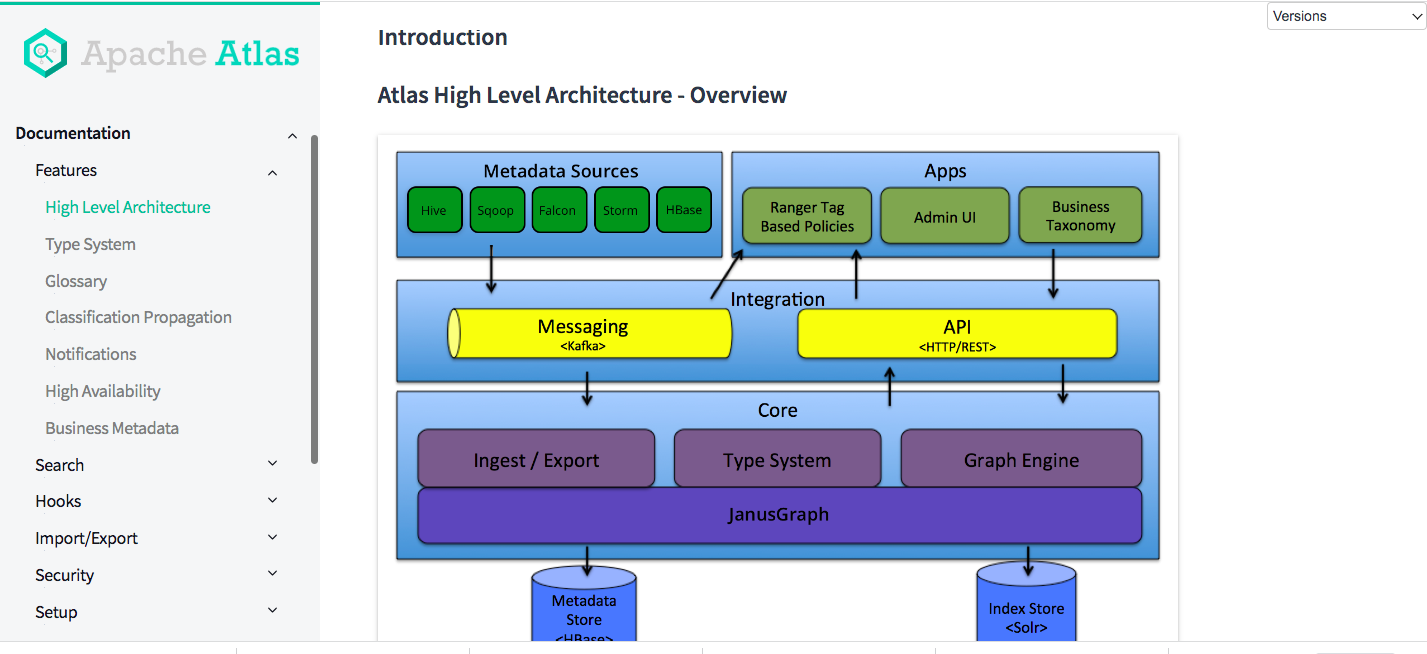 Apache Atlas
Documentation
Features
High Level Architecture
Type System
Glossary
Classification Propagation
Notifications
High Availability
Business Metadata
Search
Hooks
Import/Export
Security
Setup
Versions
Introduction
Atlas High Level Architecture - Overview
Metadata Sources
Hive
Sqoop
Falcon
Storm
HBase
Apps
Ranger Tag
Based Policies
Admin UI
Business
Taxonomy
Integration
Messaging
<Kafka>
API
<HTTP/REST>
Core
Ingest / Export
Type System
Graph Engine
JanusGraph
Metadata
Store
<HBase>
Index Store
<Solr>